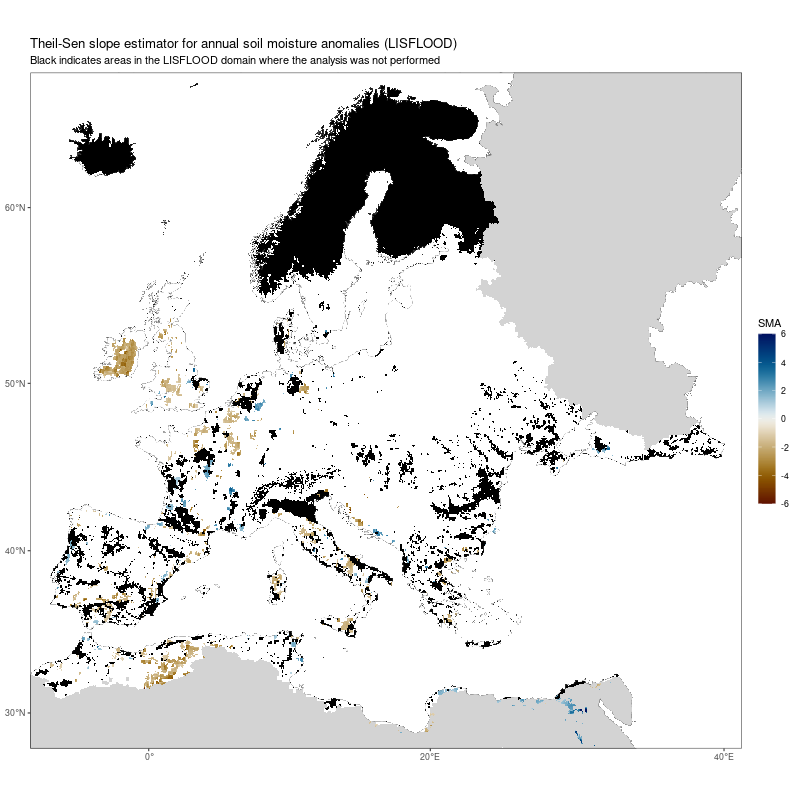 Theil-Sen slope estimator for annual soil moisture anomalies (LISFLOOD)
Black indicates areas in the LISFLOOD domain where the analysis was not performed
60°N
50°N
40°N
30°N
0°
20°E
40°E
SMA
6
4
2
0
-2
-4
-6